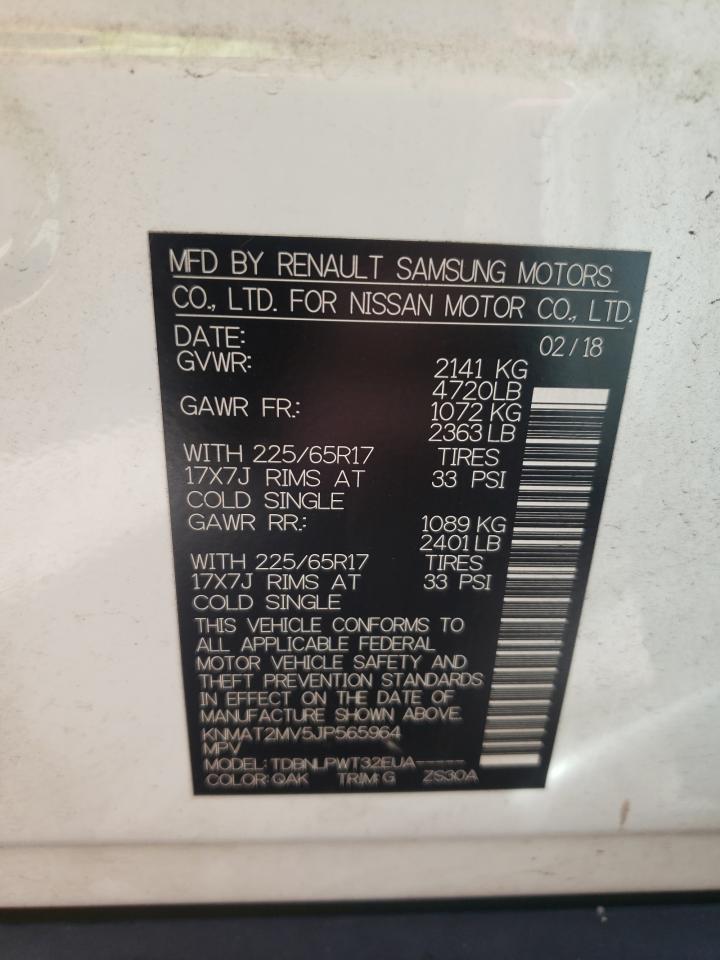 MFD BY RENAULT SAMSUNG MOTORS
CO., LTD. FOR NISSAN MOTOR CO., LTD.
DATE: 02/18
GVWR: 2141 KG
4720LB
GAWR FR.: 1072 KG
2363 LB
WITH 225/65R17 TIRES
17X7J RIMS AT 33 PSI
COLD SINGLE
GAWR RR.: 1089 KG
2401 LB
WITH 225/65R17 TIRES
17X7J RIMS AT 33 PSI
COLD SINGLE
THIS VEHICLE CONFORMS TO
ALL APPLICABLE FEDERAL
MOTOR VEHICLE SAFETY AND
THEFT PREVENTION STANDARDS
IN EFFECT ON THE DATE OF
MANUFACTURE SHOWN ABOVE.
KNMAT2MV5JP565964
MPV
MODEL: TDBNLPWT32EUA-----
COLOR: QAK TRIM: G ZS30A